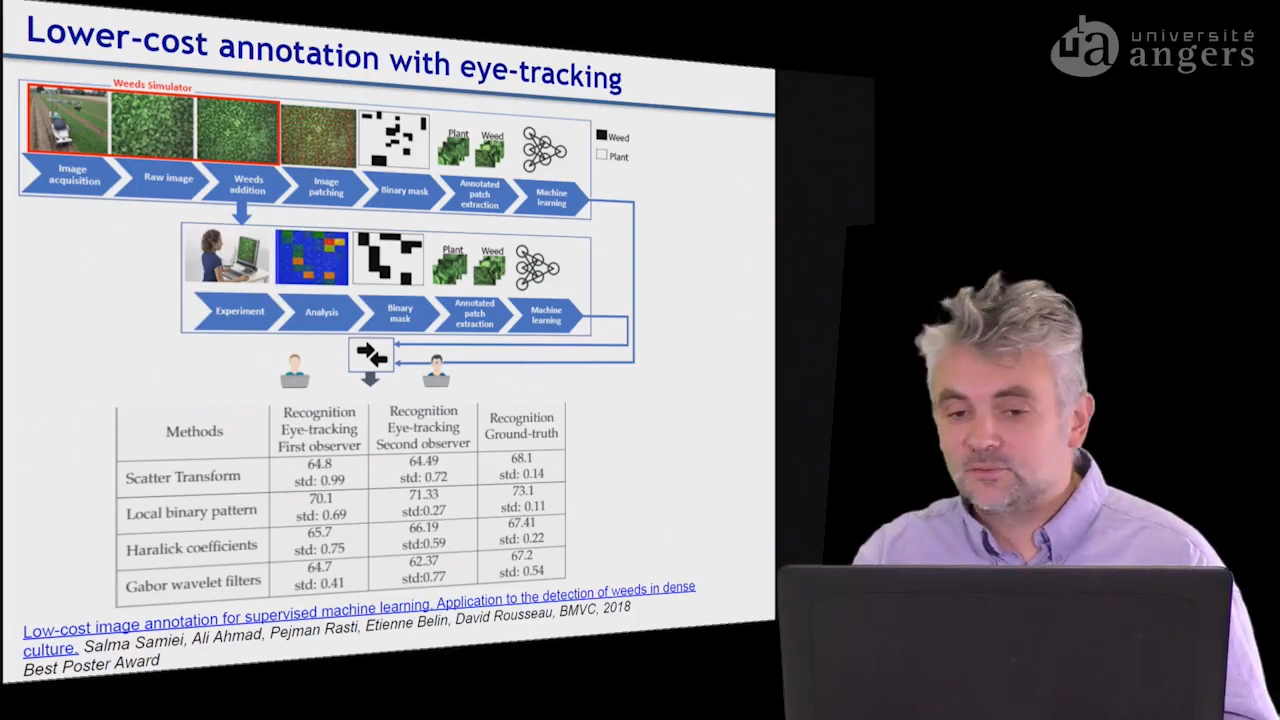 Lower-cost annotation with eye-tracking
université
angers
Weeds Simulator
Plant
Weed
Weed
Plant
Image
acquisition
Raw image
Weeds
addition
Image
patching
Binary mask
Annotated
patch
extraction
Machine
learning
Plant
Weed
Experiment
Analysis
Binary
mask
Annotated
patch
extraction
Machine
learning
Methods
Recognition
Eye-tracking
First observer
Recognition
Eye-tracking
Second observer
Recognition
Ground-truth
Scatter Transform
64.8
std: 0.99
64.49
std: 0.72
68.1
std: 0.14
Local binary pattern
70.1
std: 0.69
71.33
std:0.27
73.1
std: 0.11
Haralick coefficients
65.7
std: 0.75
66.19
std:0.59
67.41
std: 0.22
Gabor wavelet filters
64.7
std: 0.41
62.37
std:0.77
67.2
std: 0.54
Low-cost image annotation for supervised machine learning. Application to the detection of weeds in dense
culture. Salma Samiei, Ali Ahmad, Pejman Rasti, Etienne Belin, David Rousseau, BMVC, 2018
Best Poster Award